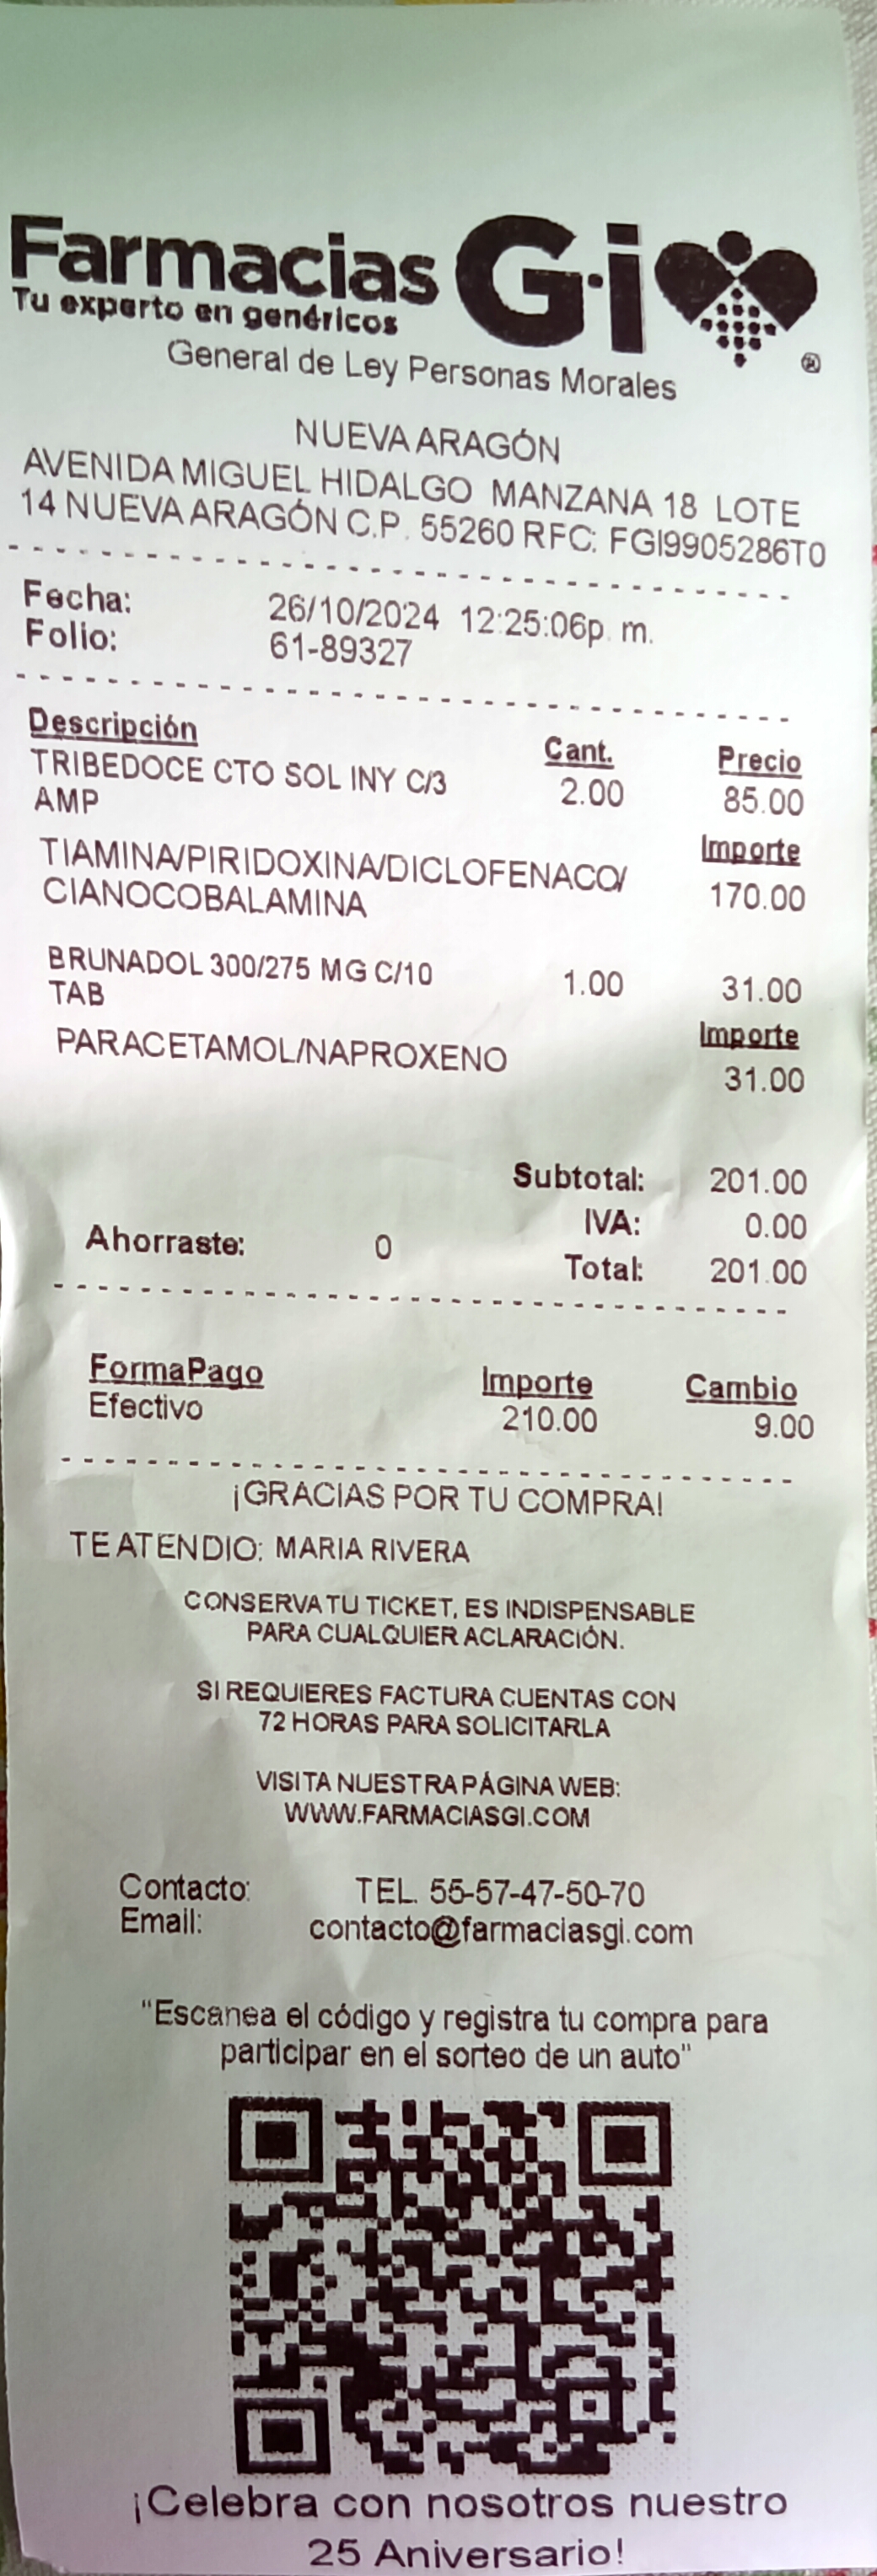 Farmacias Gi
Tu experto en genéricos
®
General de Ley Personas Morales
NUEVA ARAGÓN
AVENIDA MIGUEL HIDALGO MANZANA 18 LOTE
14 NUEVA ARAGÓN C.P. 55260 RFC: FGI9905286T0
Fecha: 26/10/2024 12:25:06p. m.
Folio: 61-89327
Descripción Cant. Precio
TRIBEDOCE CTO SOL INY C/3 2.00 85.00
AMP
Importe
TIAMINA/PIRIDOXINA/DICLOFENACO/ 170.00
CIANOCOBALAMINA
BRUNADOL 300/275 MG C/10 1.00 31.00
TAB
Importe
PARACETAMOL/NAPROXENO 31.00
Subtotal: 201.00
IVA: 0.00
Ahorraste: 0 Total: 201.00
FormaPago Importe Cambio
Efectivo 210.00 9.00
¡GRACIAS POR TU COMPRA!
TE ATENDIO: MARIA RIVERA
CONSERVA TU TICKET, ES INDISPENSABLE
PARA CUALQUIER ACLARACIÓN.
SI REQUIERES FACTURA CUENTAS CON
72 HORAS PARA SOLICITARLA
VISITA NUESTRA PÁGINA WEB:
WWW.FARMACIASGI.COM
Contacto: TEL. 55-57-47-50-70
Email: contacto@farmaciasgi.com
"Escanea el código y registra tu compra para
participar en el sorteo de un auto"
¡Celebra con nosotros nuestro
25 Aniversario!